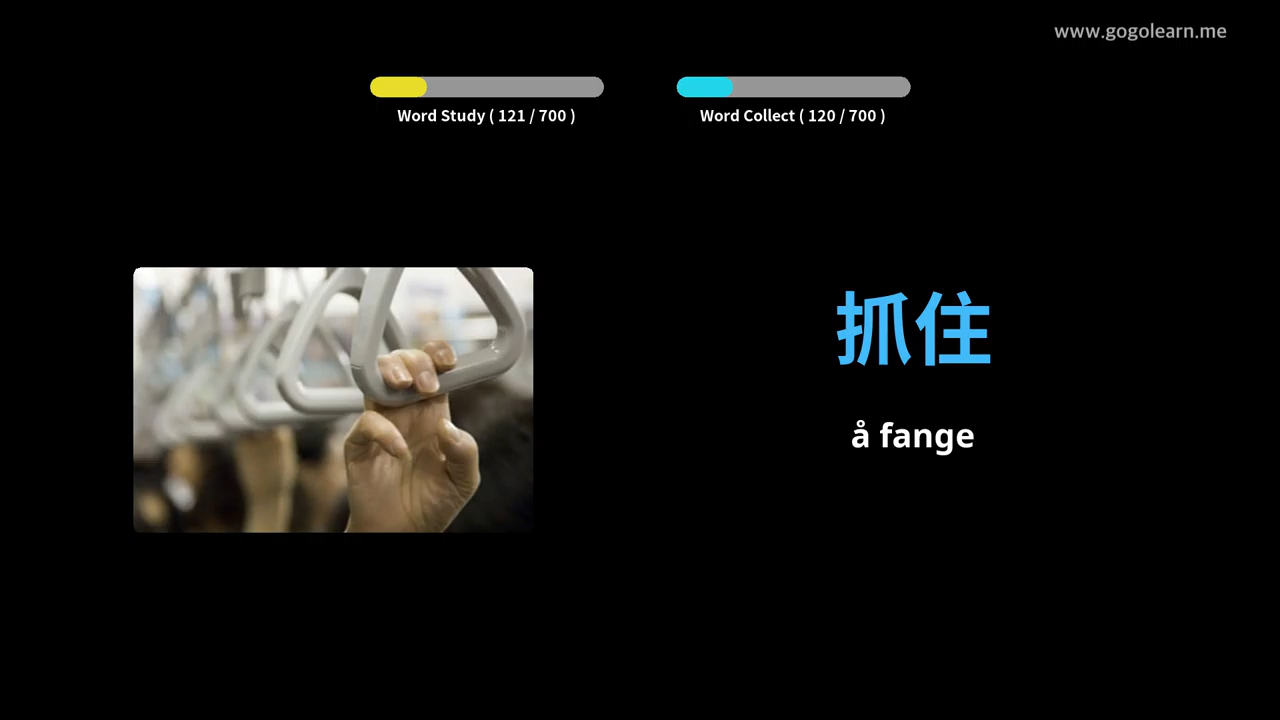 www.gogolearn.me
Word Study ( 121 / 700 )
Word Collect ( 120 / 700 )
抓住
å fange